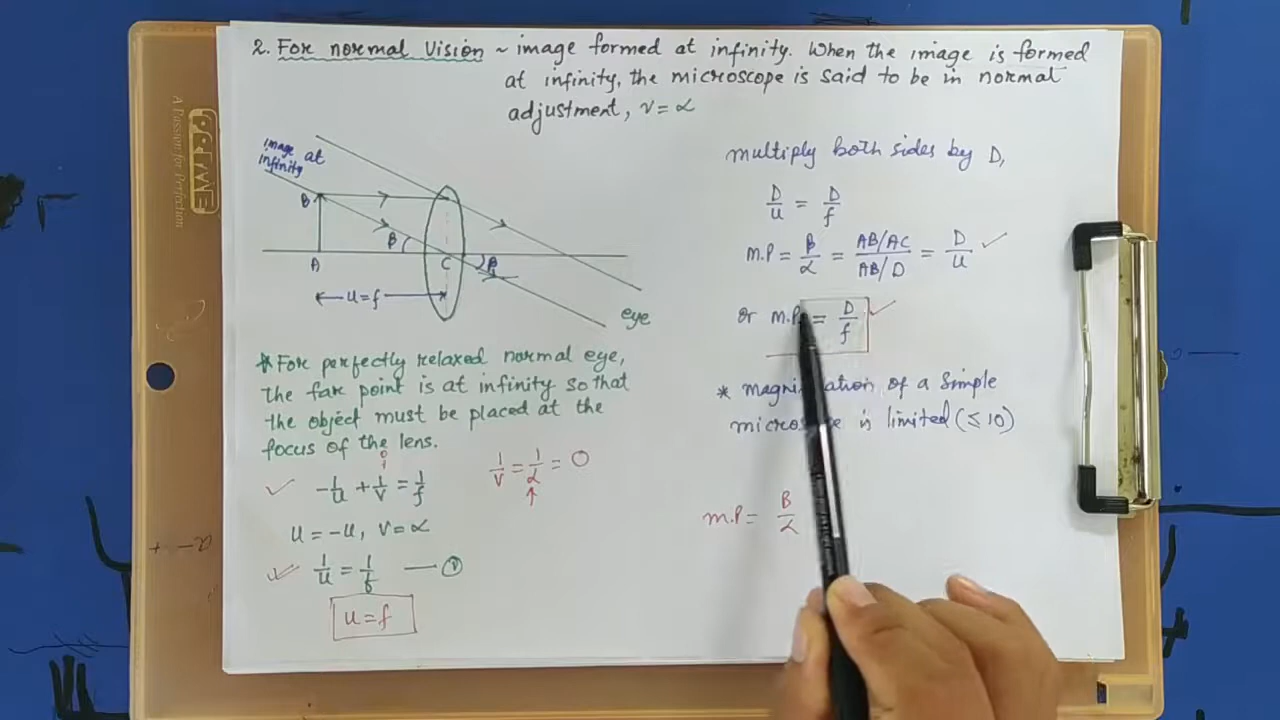 2. For normal Vision ~ image formed at infinity. When the image is formed
at infinity, the microscope is said to be in normal
adjustment, v = ∝
image at
infinity
B
A
β
C
β
u = f
eye
* For perfectly relaxed normal eye,
the far point is at infinity so that
the object must be placed at the
focus of the lens.
-1/u + 1/v = 1/f
1/v = 1/∝ = 0
u = -u, v = ∝
1/u = 1/f — Ⓥ
u = f
multiply both sides by D,
D/u = D/f
M.P = β/∝ = AB/AC / AB/D = D/u ✓
or M.P = D/f ✓
* of a Simple
is limited (≤ 10)
M.P = β/∝
A Passion for Perfection